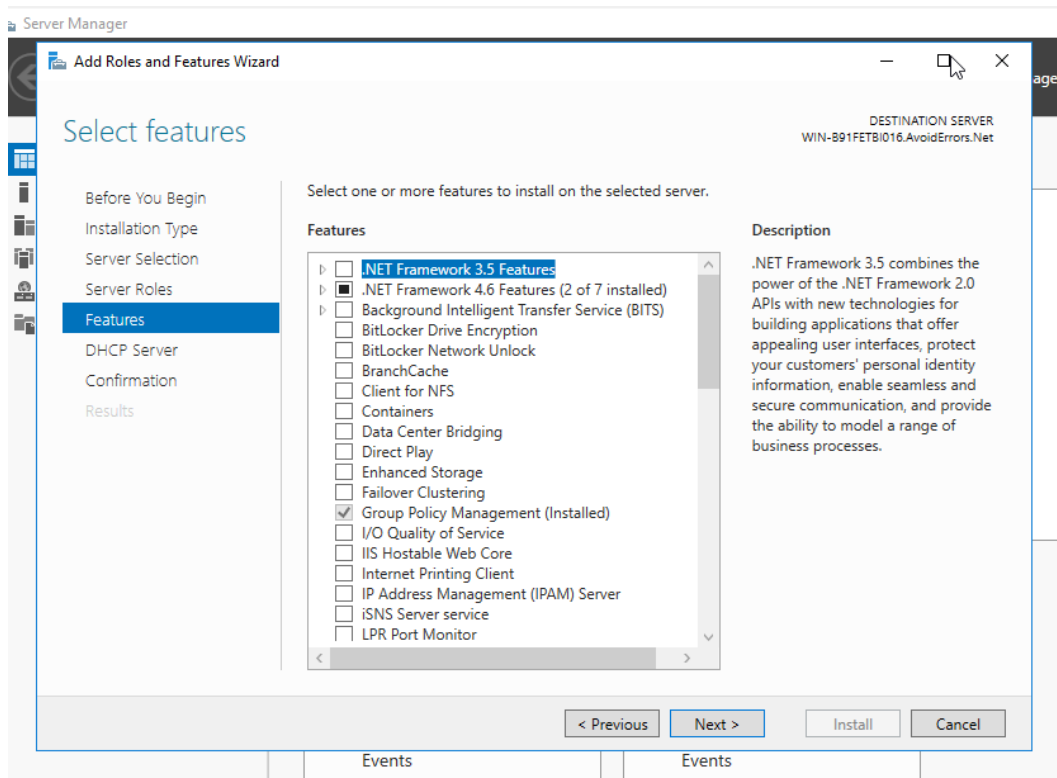 Server Manager
Add Roles and Features Wizard
Select features
DESTINATION SERVER
WIN-B91FETBI016.AvoidErrors.Net
Before You Begin
Installation Type
Server Selection
Server Roles
Features
DHCP Server
Confirmation
Results
Select one or more features to install on the selected server.
Features
.NET Framework 3.5 Features
.NET Framework 4.6 Features (2 of 7 installed)
Background Intelligent Transfer Service (BITS)
BitLocker Drive Encryption
BitLocker Network Unlock
BranchCache
Client for NFS
Containers
Data Center Bridging
Direct Play
Enhanced Storage
Failover Clustering
Group Policy Management (Installed)
I/O Quality of Service
IIS Hostable Web Core
Internet Printing Client
IP Address Management (IPAM) Server
iSNS Server service
LPR Port Monitor
Description
.NET Framework 3.5 combines the
power of the .NET Framework 2.0
APIs with new technologies for
building applications that offer
appealing user interfaces, protect
your customers' personal identity
information, enable seamless and
secure communication, and provide
the ability to model a range of
business processes.
< Previous
Next >
Install
Cancel
Events
Events